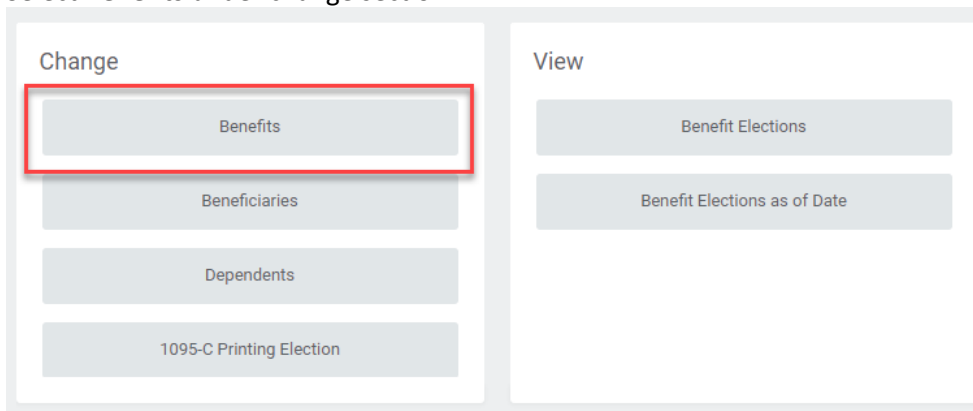 Change
Benefits
Beneficiaries
Dependents
1095-C Printing Election
View
Benefit Elections
Benefit Elections as of Date